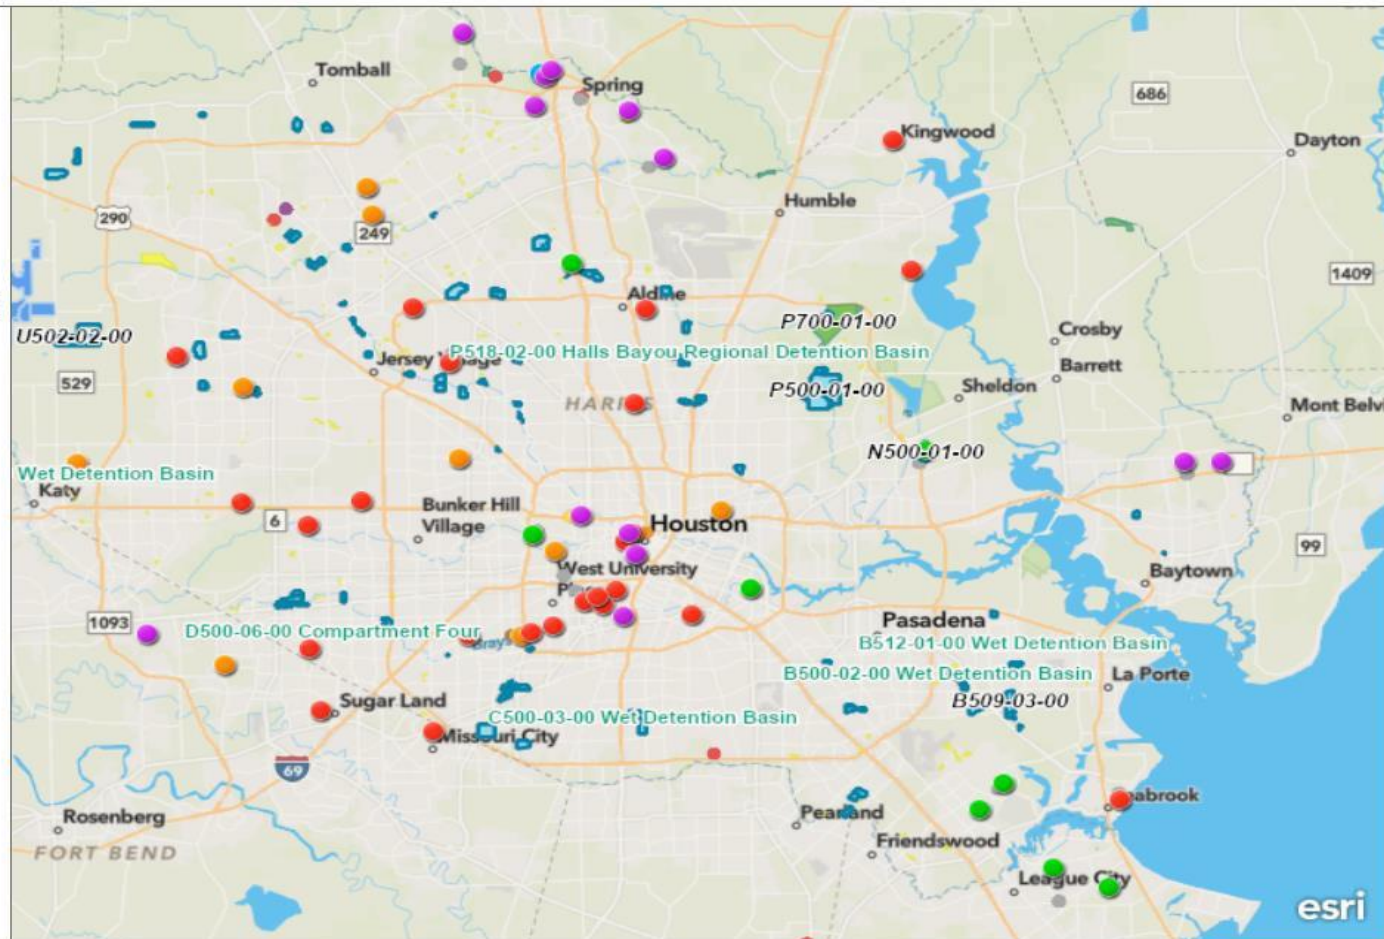 Tomball
Spring
686
Kingwood
Dayton
290
Humble
249
1409
Aldine
U502-02-00
P700-01-00
Crosby
Jersey Village
P518-02-00 Halls Bayou Regional Detention Basin
Barrett
529
P500-01-00
Sheldon
HARRIS
Mont Belvi
N500-01-00
Wet Detention Basin
Katy
Bunker Hill
Village
6
Houston
99
West University
Baytown
1093
D500-06-00 Compartment Four
Pasadena
B512-01-00 Wet Detention Basin
B500-02-00 Wet Detention Basin
La Porte
Sugar Land
B509-03-00
C500-03-00 Wet Detention Basin
Missouri City
69
Seabrook
Rosenberg
Pearland
Friendswood
FORT BEND
League City
esri